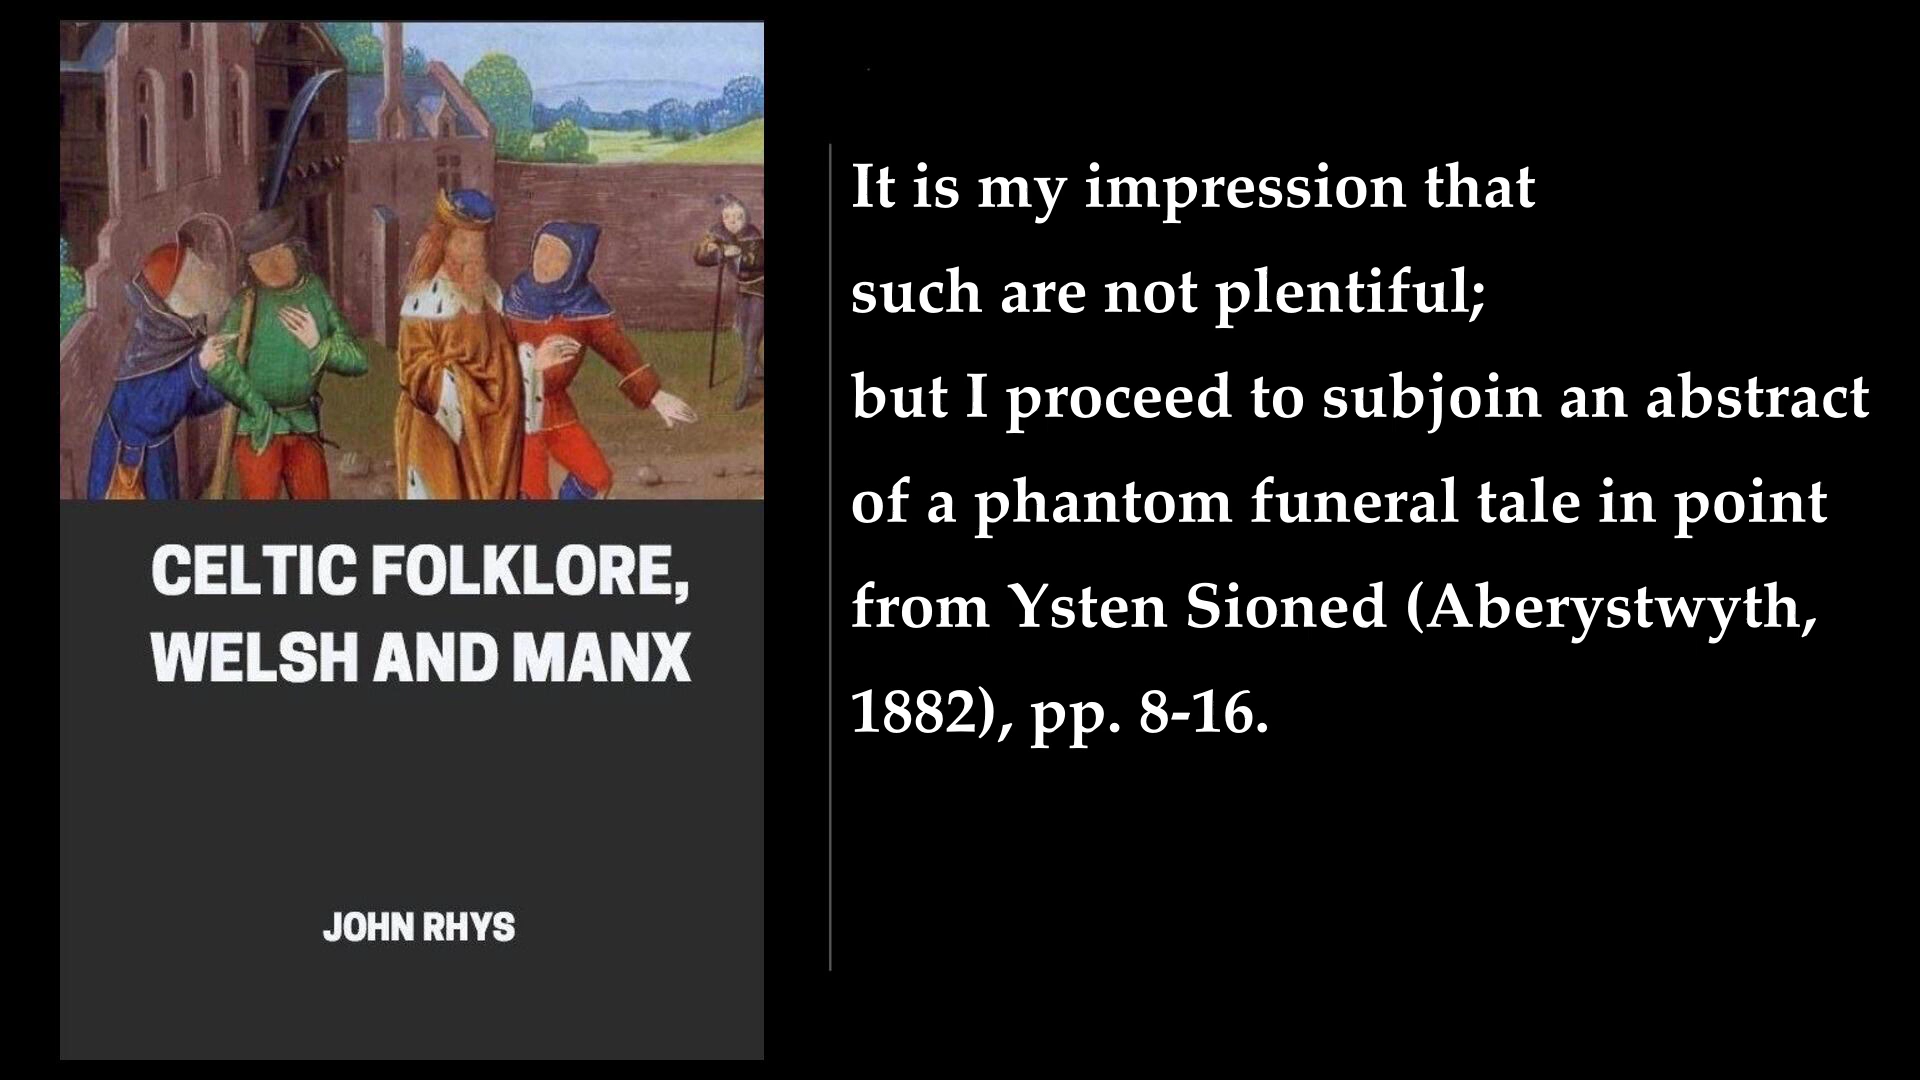 CELTIC FOLKLORE,
WELSH AND MANX
JOHN RHYS
It is my impression that
such are not plentiful;
but I proceed to subjoin an abstract
of a phantom funeral tale in point
from Ysten Sioned (Aberystwyth,
1882), pp. 8-16.